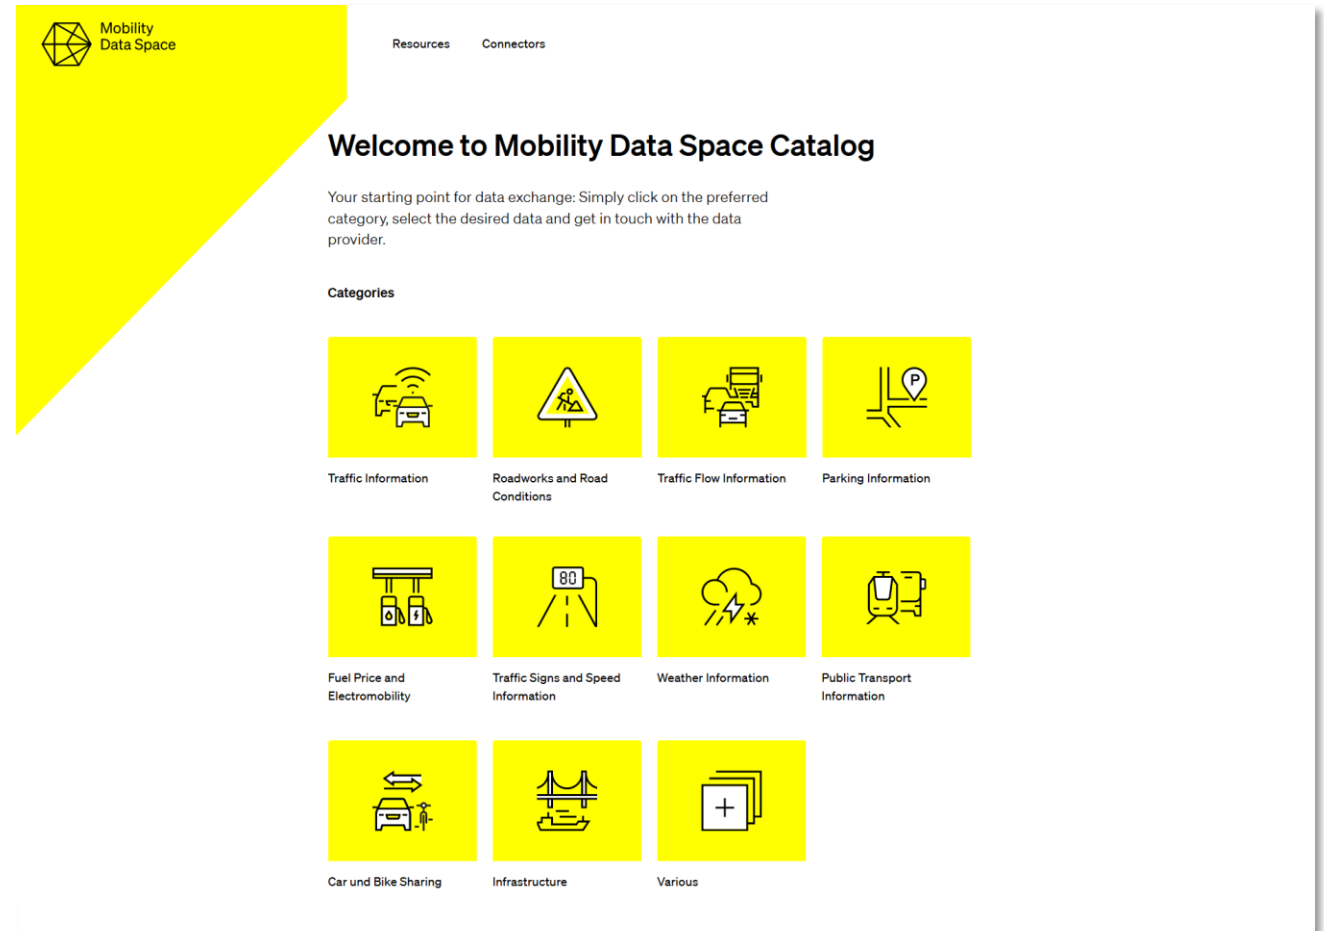 Mobility
Data Space
Resources
Connectors
Welcome to Mobility Data Space Catalog
Your starting point for data exchange: Simply click on the preferred
category, select the desired data and get in touch with the data
provider.
Categories
P
Traffic Information
Roadworks and Road
Conditions
Traffic Flow Information
Parking Information
80
Fuel Price and
Electromobility
Traffic Signs and Speed
Information
Weather Information
Public Transport
Information
Car und Bike Sharing
Infrastructure
Various